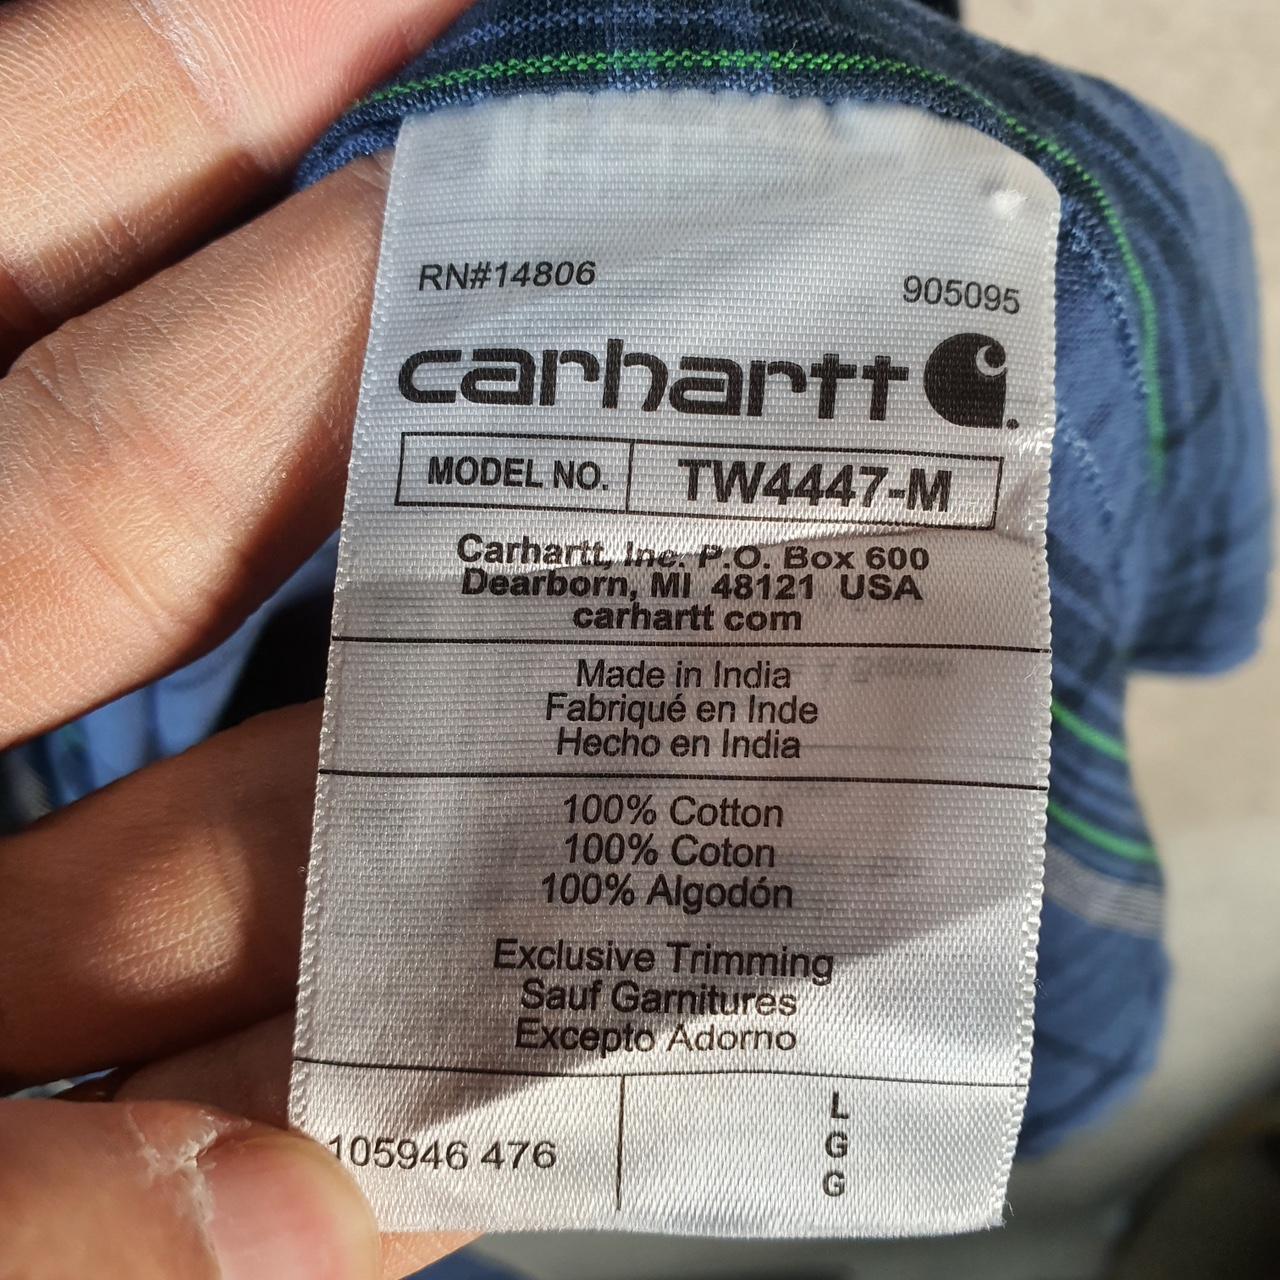 RN#14806 905095
carhartt
MODEL NO. TW4447-M
Carhartt, Inc. P.O. Box 600
Dearborn, MI 48121 USA
carhartt com
Made in India
Fabriqué en Inde
Hecho en India
100% Cotton
100% Coton
100% Algodón
Exclusive Trimming
Sauf Garnitures
Excepto Adorno
105946 476
L
G
G